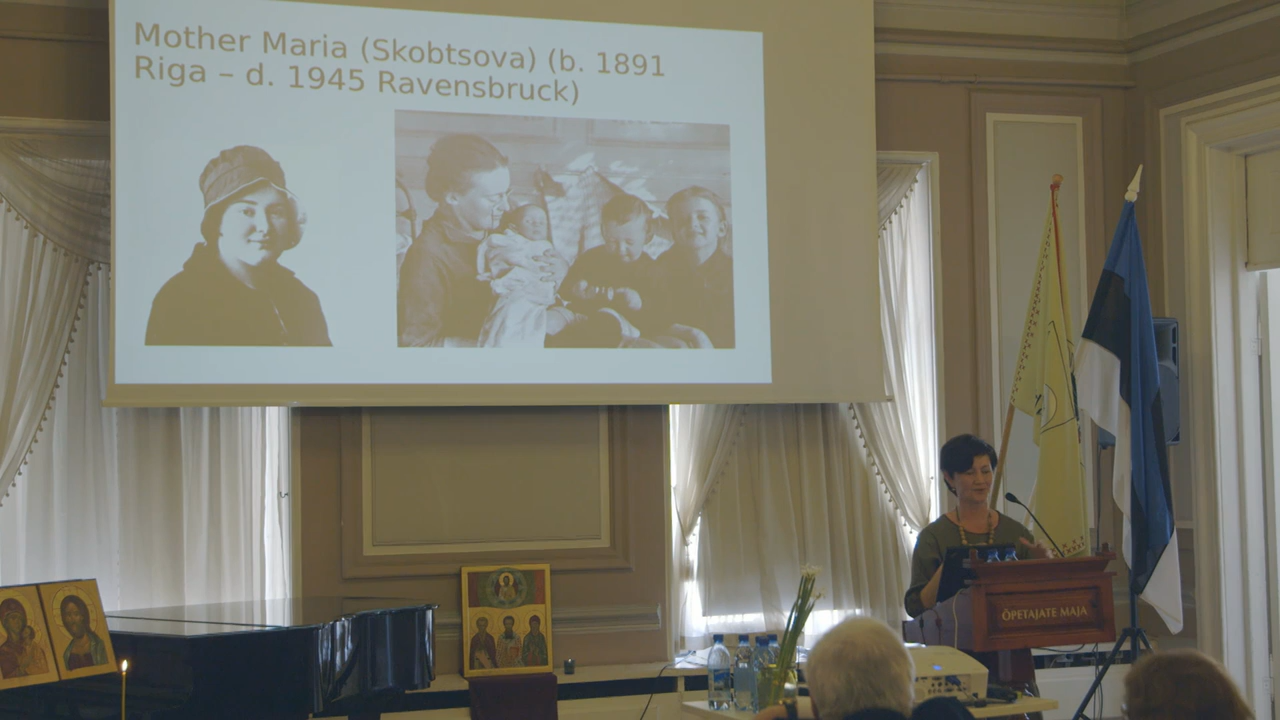 Mother Maria (Skobtsova) (b. 1891
Riga – d. 1945 Ravensbruck)
ÕPETAJATE MAJA